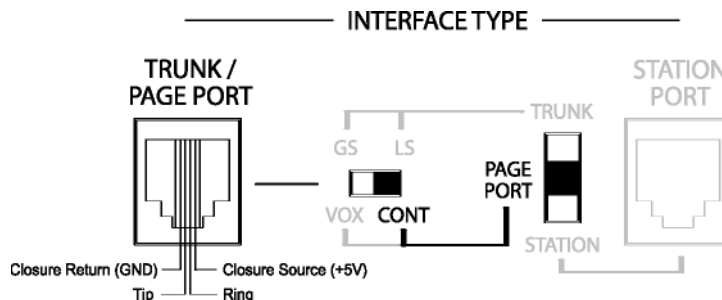 INTERFACE TYPE
TRUNK /
PAGE PORT
STATION
PORT
TRUNK
GS LS
PAGE
PORT
VOX CONT
STATION
Closure Return (GND) Closure Source (+5V)
Tip Ring